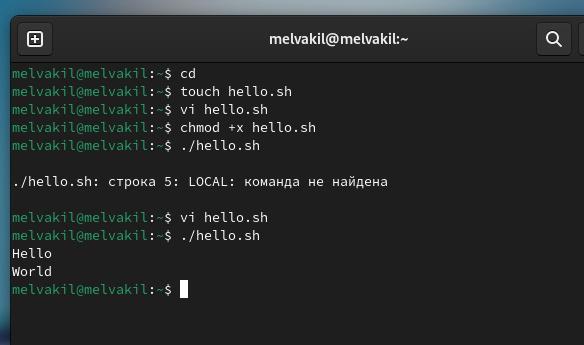 melvakil@melvakil:~
melvakil@melvakil:~$ cd
melvakil@melvakil:~$ touch hello.sh
melvakil@melvakil:~$ vi hello.sh
melvakil@melvakil:~$ chmod +x hello.sh
melvakil@melvakil:~$ ./hello.sh
./hello.sh: строка 5: LOCAL: команда не найдена
melvakil@melvakil:~$ vi hello.sh
melvakil@melvakil:~$ ./hello.sh
Hello
World
melvakil@melvakil:~$